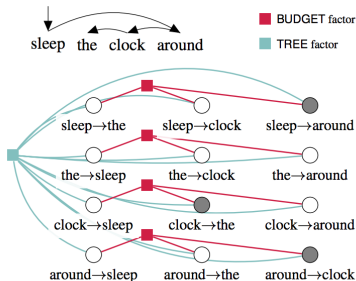 BUDGET factor
TREE factor
sleep the clock around
sleep→the sleep→clock sleep→around
the→sleep the→clock the→around
clock→sleep clock→the clock→around
around→sleep around→the around→clock